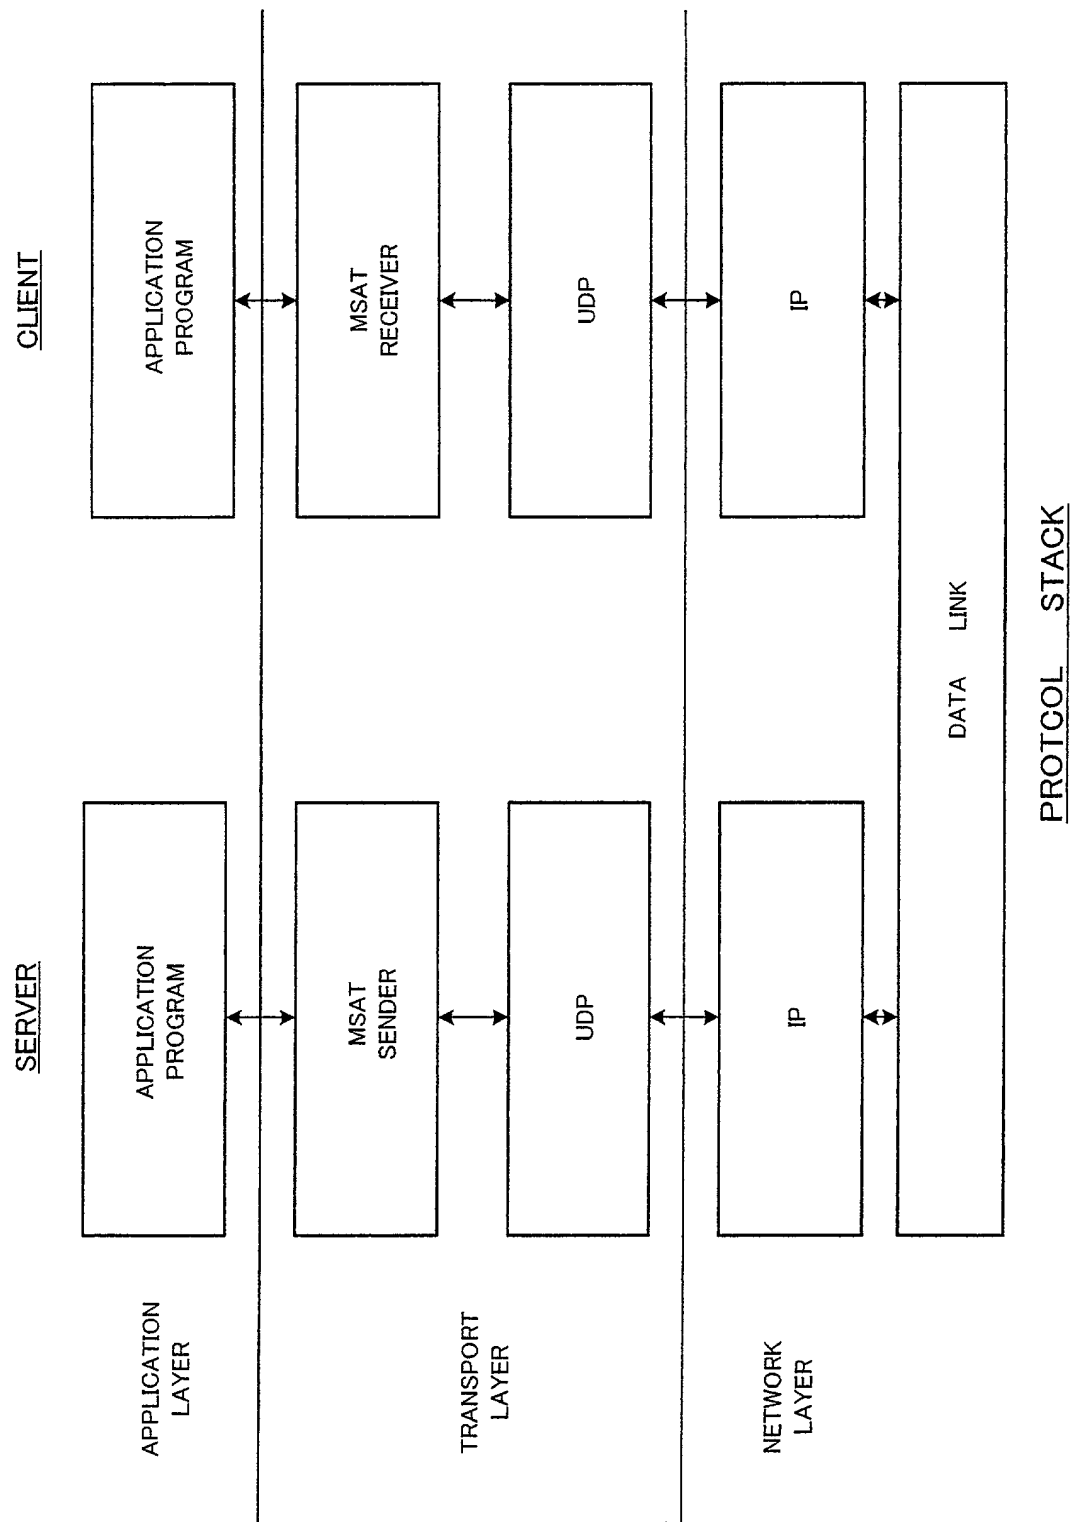 SERVER
CLIENT
APPLICATION
LAYER
APPLICATION
PROGRAM
APPLICATION
PROGRAM
TRANSPORT
LAYER
MSAT
SENDER
MSAT
RECEIVER
UDP
UDP
NETWORK
LAYER
IP
IP
DATA LINK
PROTCOL STACK